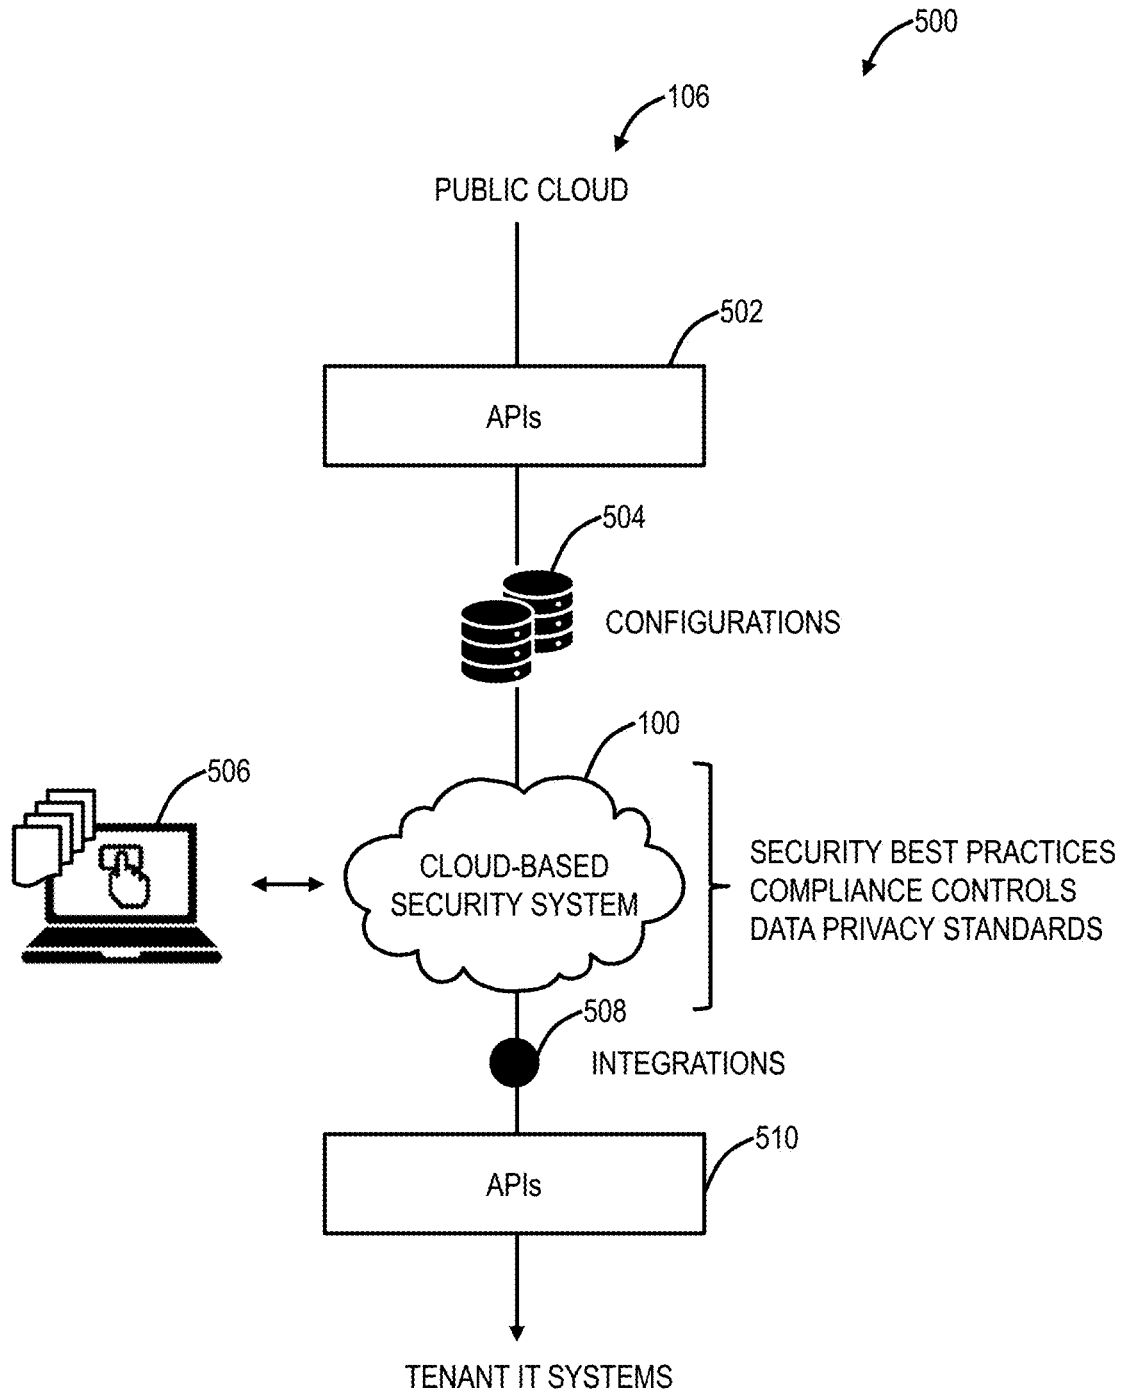 500
106
PUBLIC CLOUD
502
APIs
504
CONFIGURATIONS
100
506
CLOUD-BASED
SECURITY SYSTEM
SECURITY BEST PRACTICES
COMPLIANCE CONTROLS
DATA PRIVACY STANDARDS
508
INTEGRATIONS
510
APIs
TENANT IT SYSTEMS